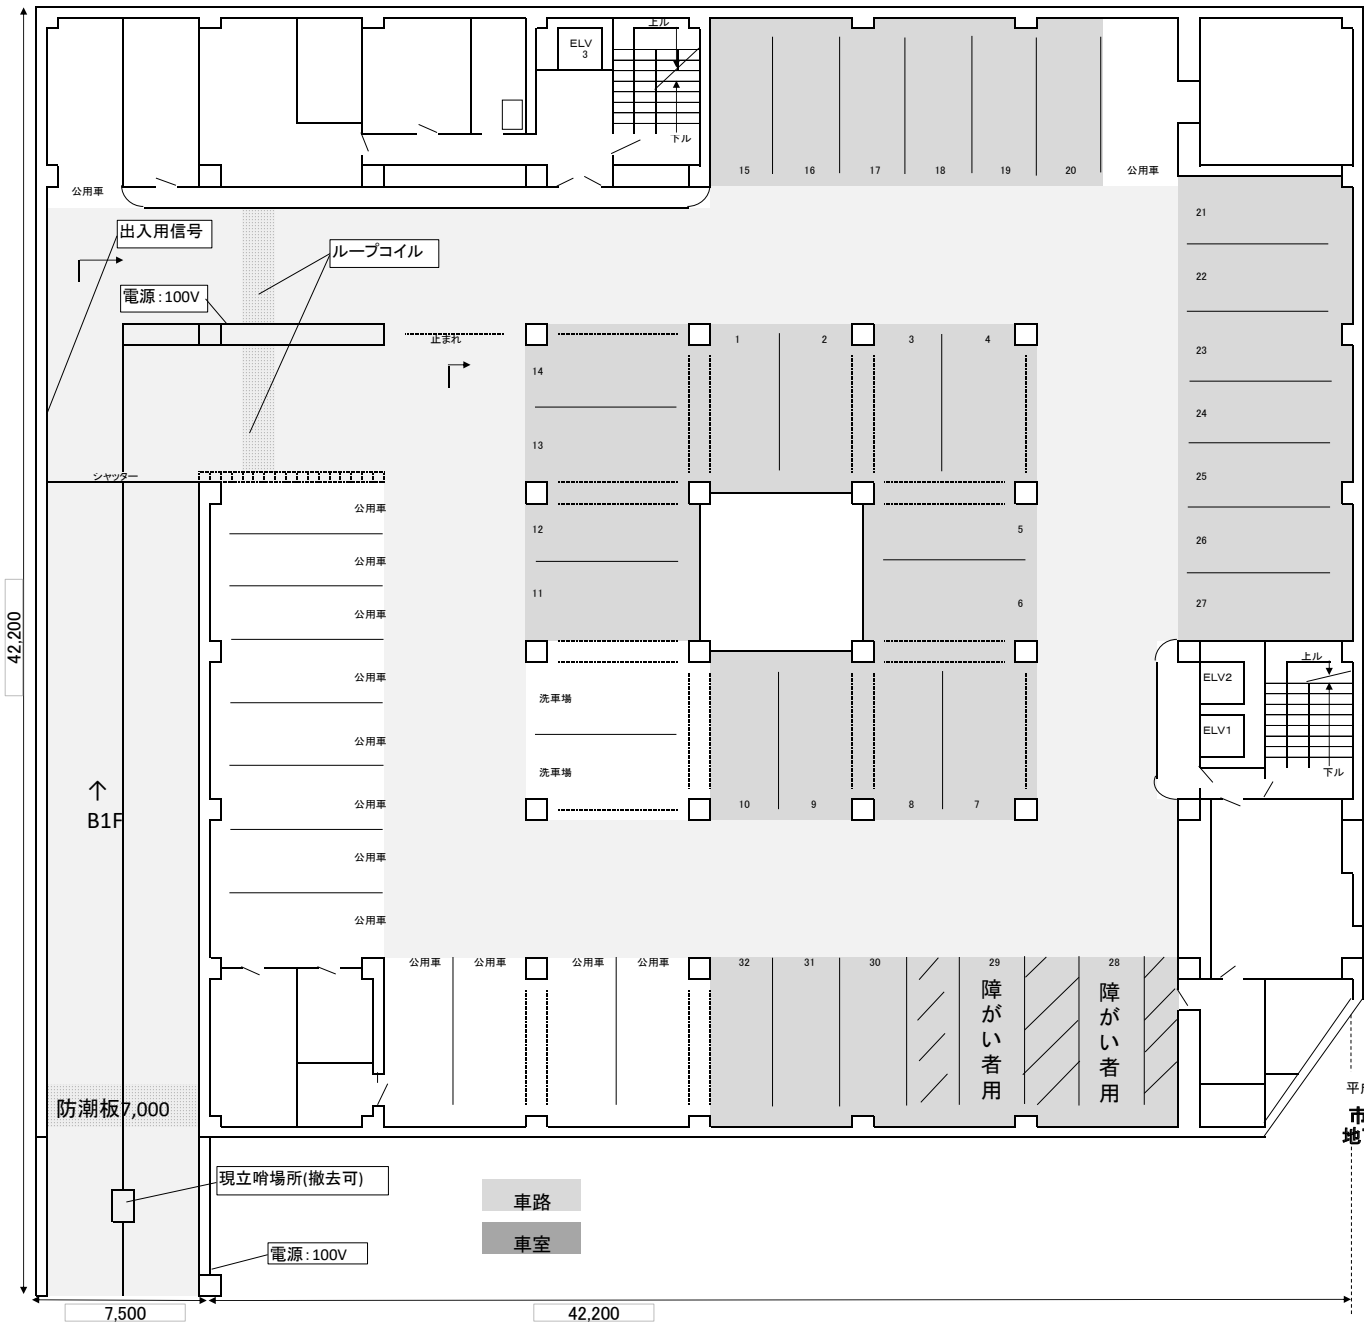 上ル
ELV
3
下ル
15
16
17
18
19
20
公用車
公用車
21
出入用信号
ループコイル
22
電源:100V
止まれ
1
2
3
4
23
14
24
13
シャッター
25
公用車
12
5
26
公用車
11
6
27
公用車
42,200
上ル
公用車
洗車場
ELV2
公用車
ELV1
洗車場
下ル
↑
B1F
公用車
10
9
8
7
公用車
公用車
公用車
公用車
公用車
公用車
32
31
30
29
28
障がい者用
障がい者用
防潮板7,000
平
市
地
現立哨場所(撤去可)
車路
車室
電源:100V
7,500
42,200